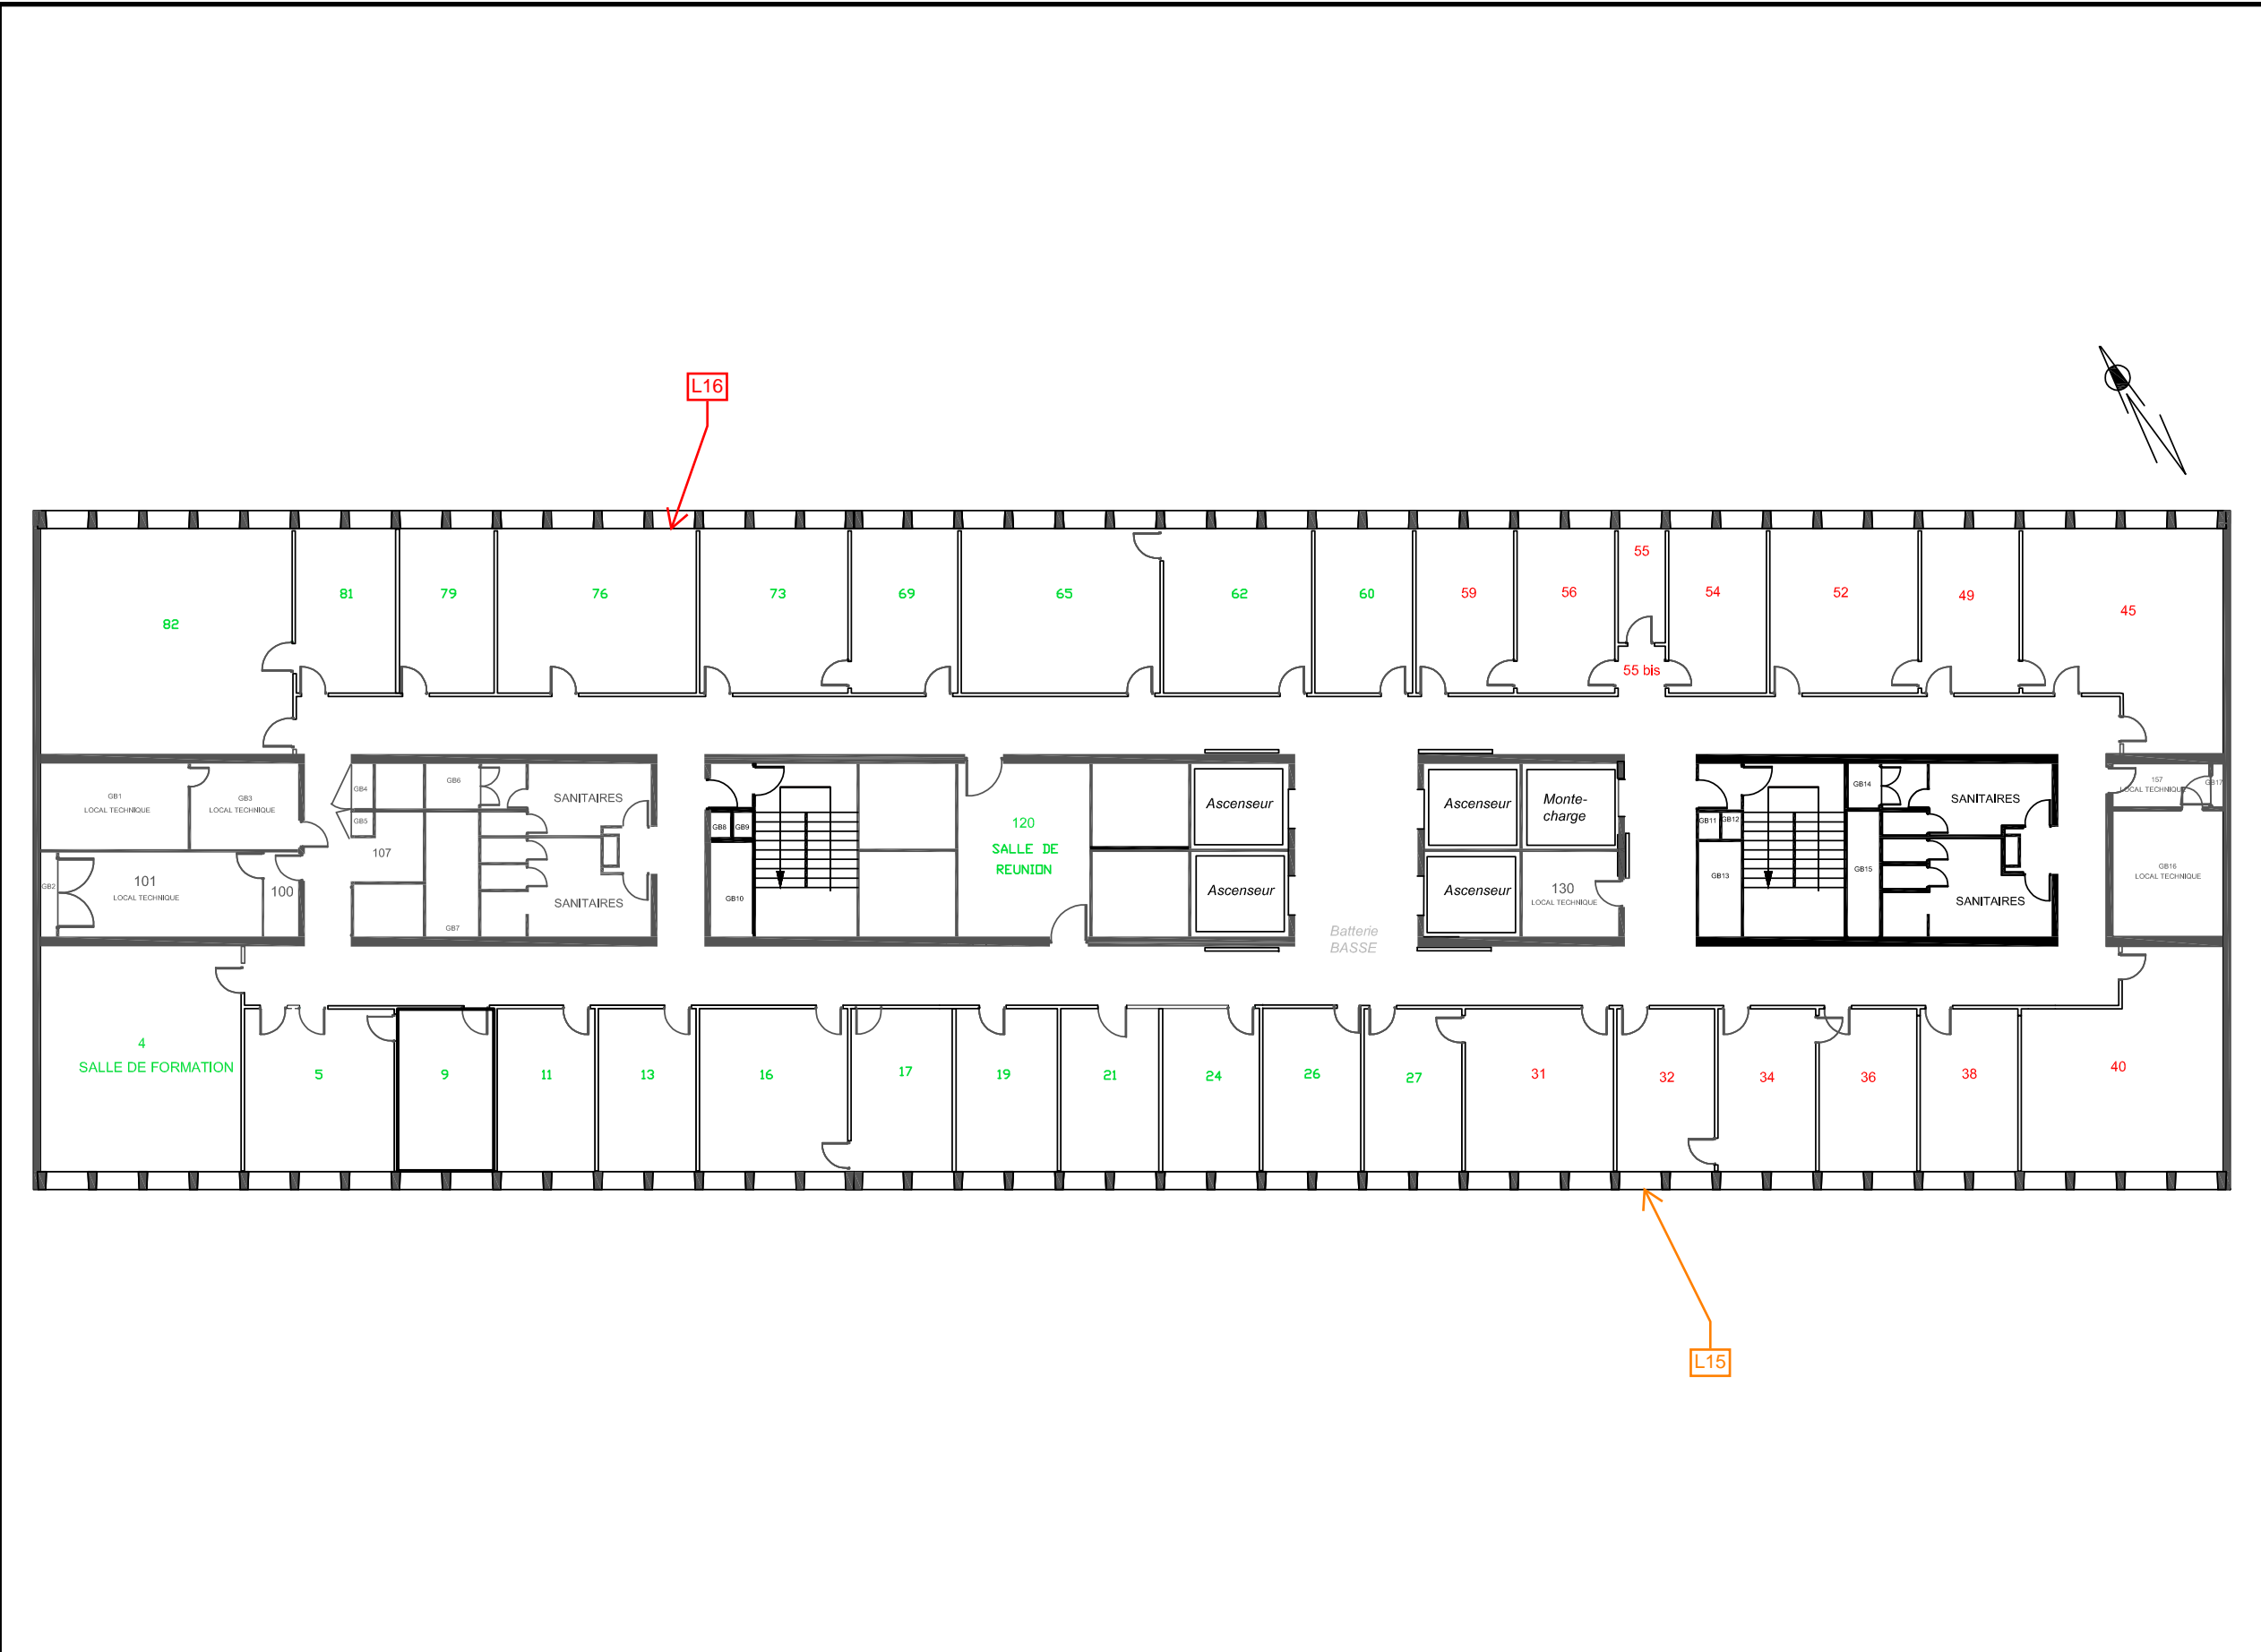 L16
81
79
76
73
69
65
62
60
59
56
55
54
52
49
45
82
55 bis
GB1
LOCAL TECHNIQUE
GB3
LOCAL TECHNIQUE
GB4
GB5
GB6
SANITAIRES
107
GB2
101
LOCAL TECHNIQUE
100
GB7
SANITAIRES
GB8
GB9
GB10
120
SALLE DE
REUNION
Ascenseur
Ascenseur
Batterie
BASSE
Ascenseur
Monte-
charge
Ascenseur
130
LOCAL TECHNIQUE
GB11
GB12
GB13
GB14
GB15
SANITAIRES
SANITAIRES
157
LOCAL TECHNIQUE
GB17
GB16
LOCAL TECHNIQUE
4
SALLE DE FORMATION
5
9
11
13
16
17
19
21
24
26
27
31
32
34
36
38
40
L15